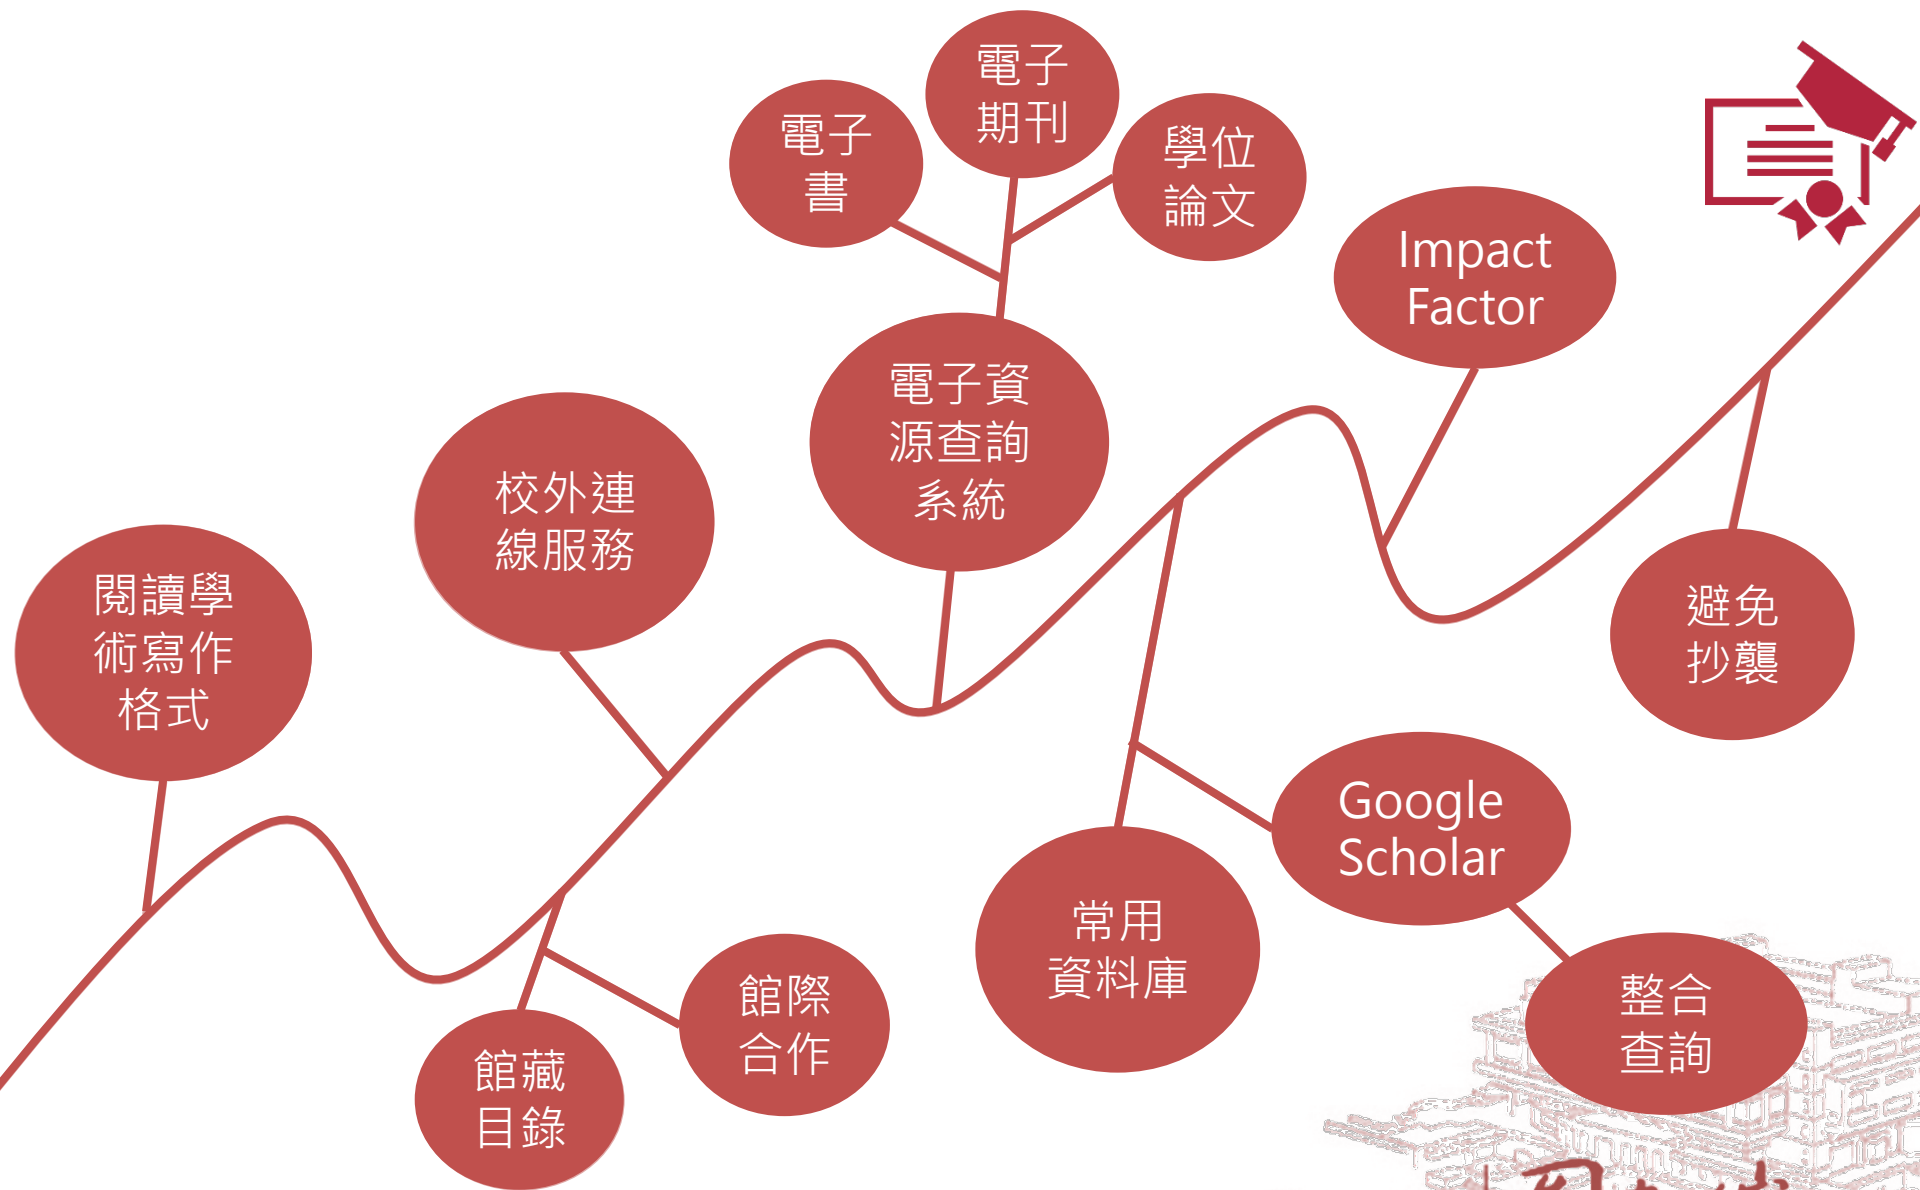 閱讀學
術寫作
格式
校外連
線服務
館藏
目錄
館際
合作
電子
書
電子
期刊
學位
論文
電子資
源查詢
系統
常用
資料庫
Google
Scholar
整合
查詢
Impact
Factor
避免
抄襲